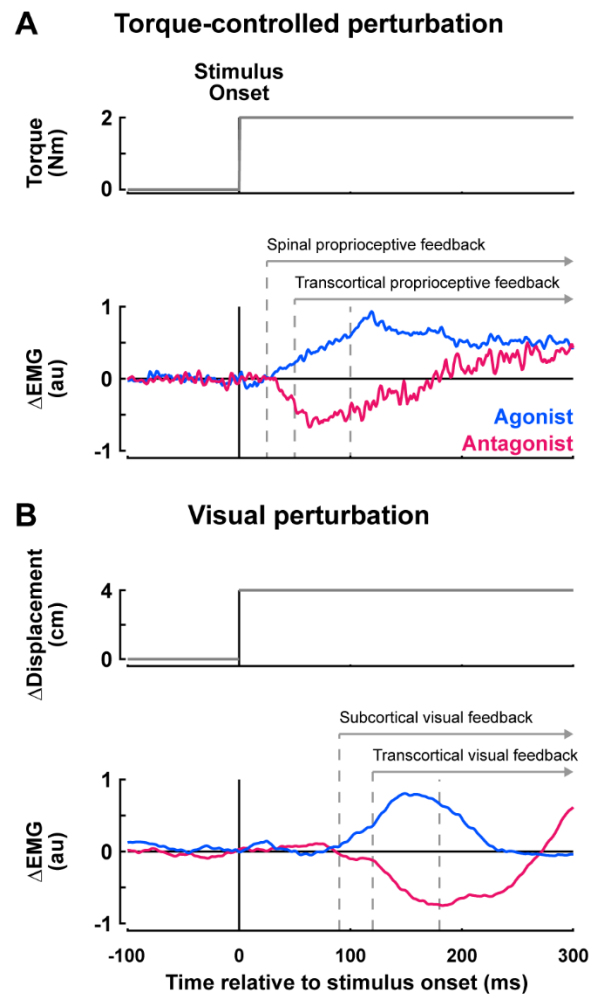 A Torque-controlled perturbation
Stimulus
Onset
Torque
(Nm)
2
0
Spinal proprioceptive feedback
Transcortical proprioceptive feedback
ΔEMG
(au)
1
0
-1
Agonist
Antagonist
B Visual perturbation
ΔDisplacement
(cm)
4
0
Subcortical visual feedback
Transcortical visual feedback
ΔEMG
(au)
1
0
-1
-100 0 100 200 300
Time relative to stimulus onset (ms)